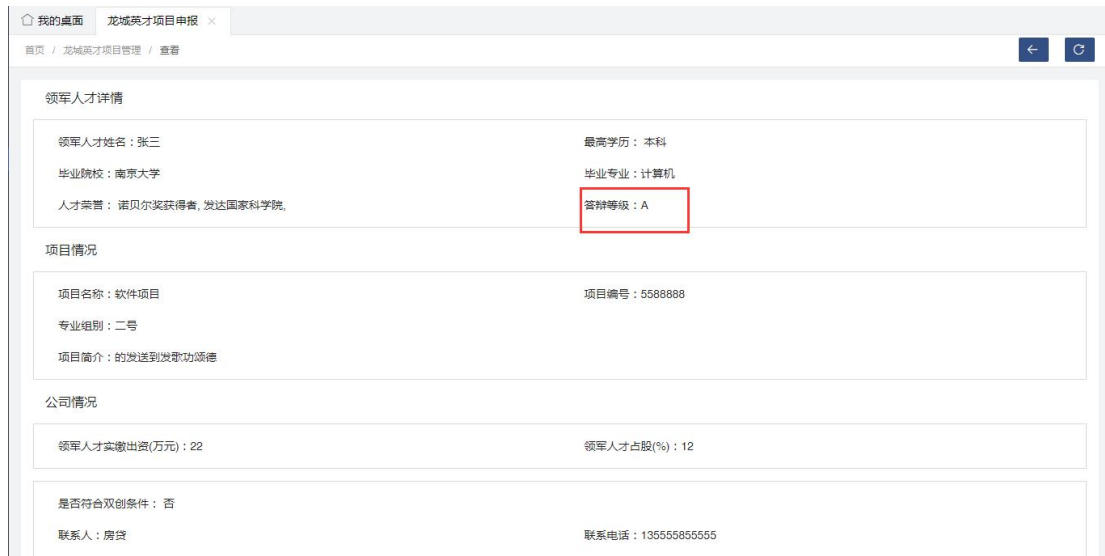 我的桌面 龙城英才项目申报 ×
首页 / 龙城英才项目管理 / 查看
领军人才详情
领军人才姓名：张三 最高学历： 本科
毕业院校：南京大学 毕业专业：计算机
人才荣誉： 诺贝尔奖获得者, 发达国家科学院, 答辩等级：A
项目情况
项目名称：软件项目 项目编号：5588888
专业组别：二号
项目简介：的发送到发歌功颂德
公司情况
领军人才实缴出资(万元)：22 领军人才占股(%)：12
是否符合双创条件： 否
联系人：房贷 联系电话：135555855555